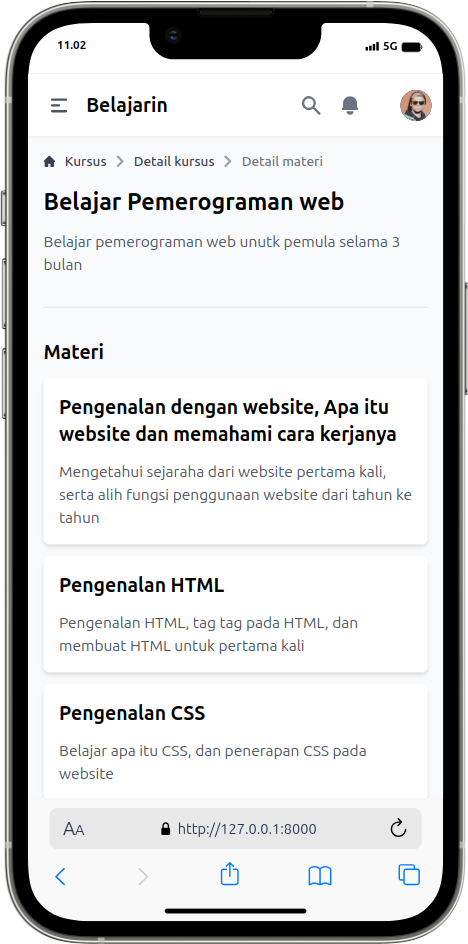 11.02
5G
Belajarin
Kursus > Detail kursus > Detail materi
Belajar Pemerograman web
Belajar pemerograman web unutk pemula selama 3
bulan
Materi
Pengenalan dengan website, Apa itu
website dan memahami cara kerjanya
Mengetahui sejaraha dari website pertama kali,
serta alih fungsi penggunaan website dari tahun ke
tahun
Pengenalan HTML
Pengenalan HTML, tag tag pada HTML, dan
membuat HTML untuk pertama kali
Pengenalan CSS
Belajar apa itu CSS, dan penerapan CSS pada
website
AA http://127.0.0.1:8000